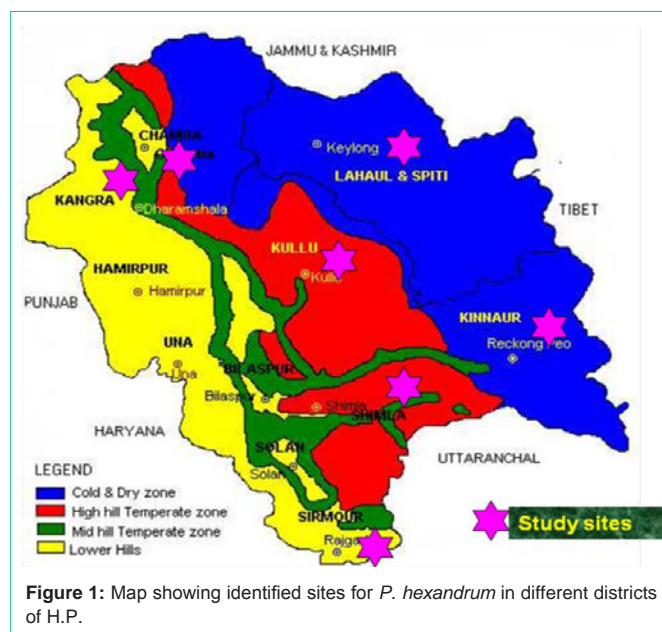 JAMMU & KASHMIR
CHAMBA
Keylong
LAHAUL & SPITI
KANGRA
Dharamshala
TIBET
KULLU
Kullu
HAMIRPUR
Hamirpur
PUNJAB
KINNAUR
Reckong Peo
UNA
Una
BILASPUR
Bilaspur
Shimla
SHIMLA
HARYANA
SOLAN
Solan
UTTARANCHAL
LEGEND
Cold & Dry zone
High hill Temperate zone
Mid hill Temperate zone
Lower Hills
SIRMOUR
Rajga
Study sites
Figure 1: Map showing identified sites for P. hexandrum in different districts
of H.P.